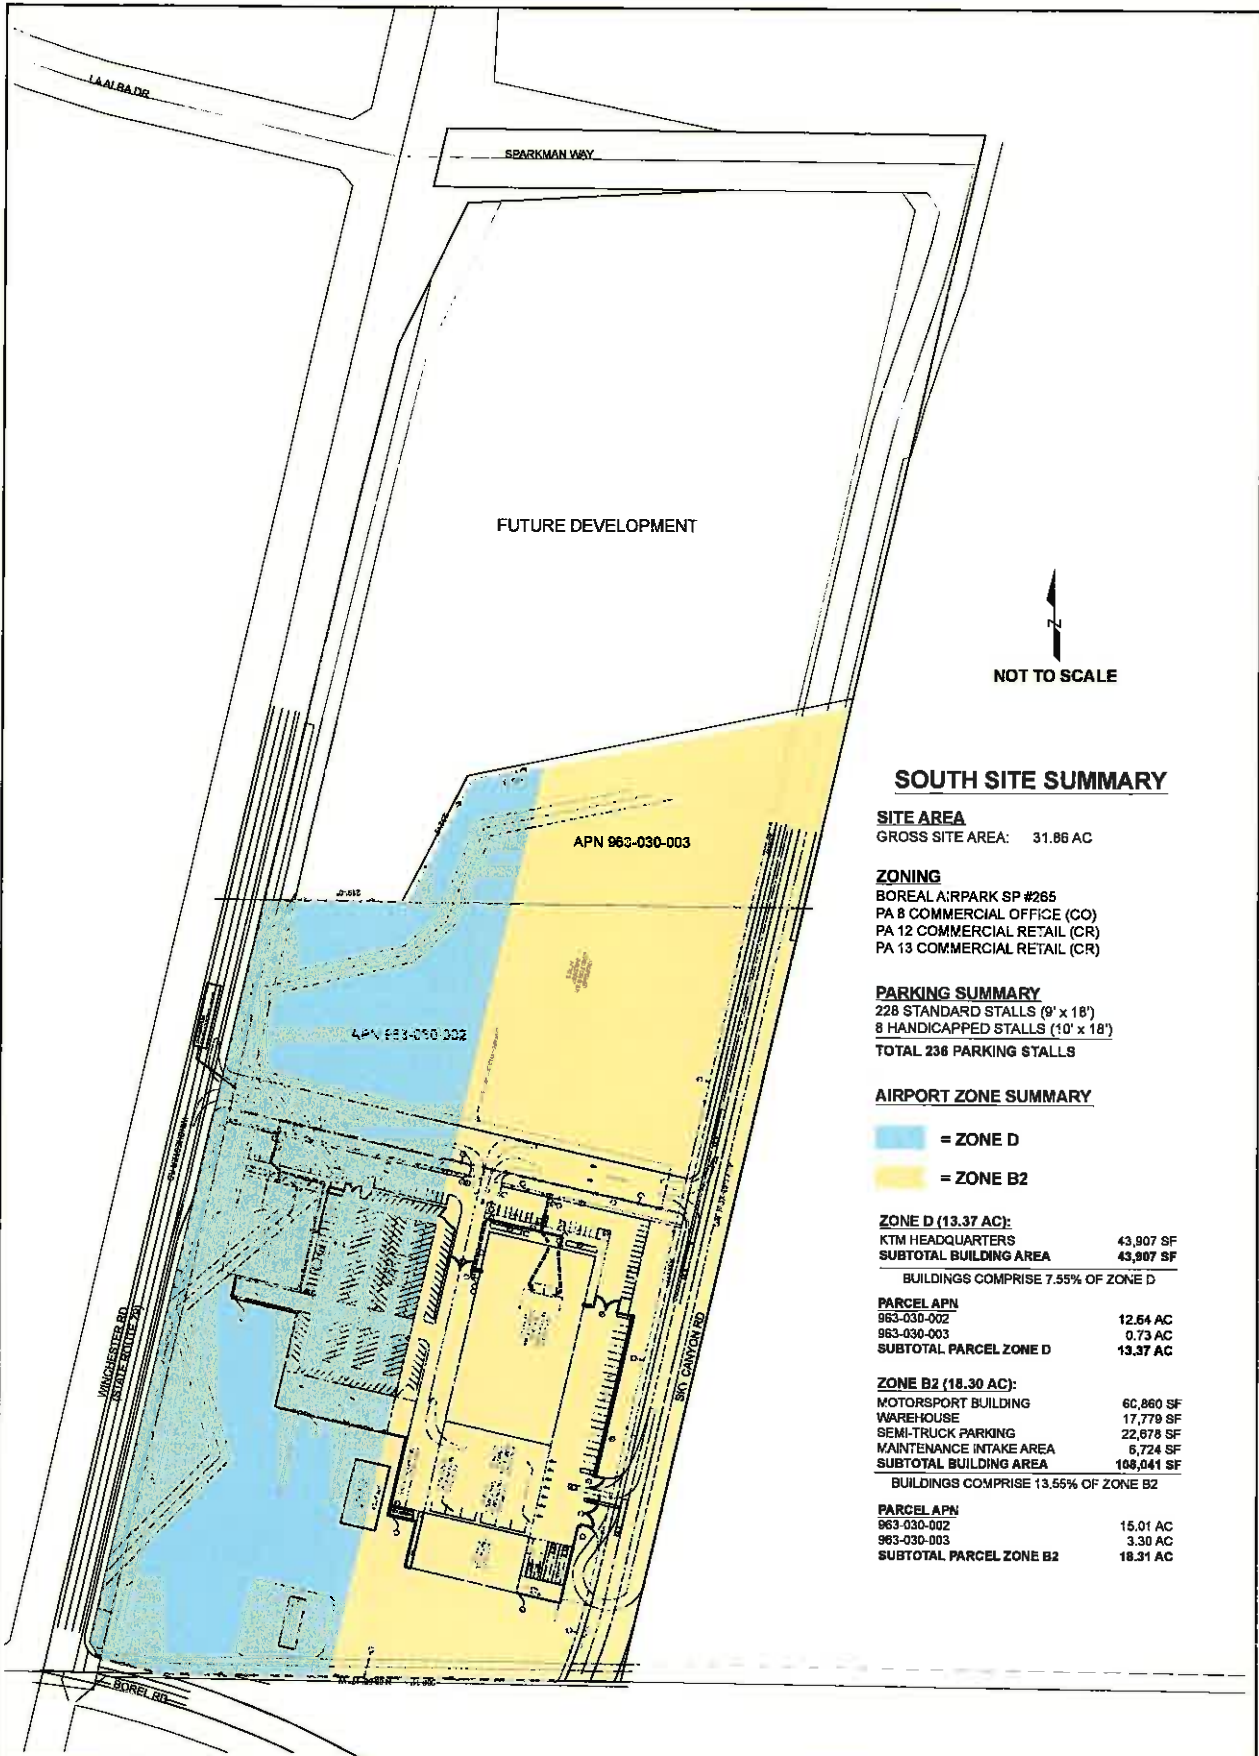 LA ALBA DR
SPARKMAN WAY
FUTURE DEVELOPMENT
N
NOT TO SCALE
APN 963-030-003
APN 963-030-002
WINCHESTER RD
(STATE ROUTE 79)
SKY CANYON RD
BOREL RD
SOUTH SITE SUMMARY
SITE AREA
GROSS SITE AREA: 31.86 AC
ZONING
BOREAL AIRPARK SP #265
PA 8 COMMERCIAL OFFICE (CO)
PA 12 COMMERCIAL RETAIL (CR)
PA 13 COMMERCIAL RETAIL (CR)
PARKING SUMMARY
228 STANDARD STALLS (9' x 18')
8 HANDICAPPED STALLS (10' x 18')
TOTAL 236 PARKING STALLS
AIRPORT ZONE SUMMARY
= ZONE D
= ZONE B2
ZONE D (13.37 AC):
KTM HEADQUARTERS 43,907 SF
SUBTOTAL BUILDING AREA 43,907 SF
BUILDINGS COMPRISE 7.55% OF ZONE D
PARCEL APN
963-030-002 12.64 AC
963-030-003 0.73 AC
SUBTOTAL PARCEL ZONE D 13.37 AC
ZONE B2 (18.30 AC):
MOTORSPORT BUILDING 60,860 SF
WAREHOUSE 17,779 SF
SEMI-TRUCK PARKING 22,678 SF
MAINTENANCE INTAKE AREA 6,724 SF
SUBTOTAL BUILDING AREA 108,041 SF
BUILDINGS COMPRISE 13.55% OF ZONE B2
PARCEL APN
963-030-002 15.01 AC
963-030-003 3.30 AC
SUBTOTAL PARCEL ZONE B2 18.31 AC